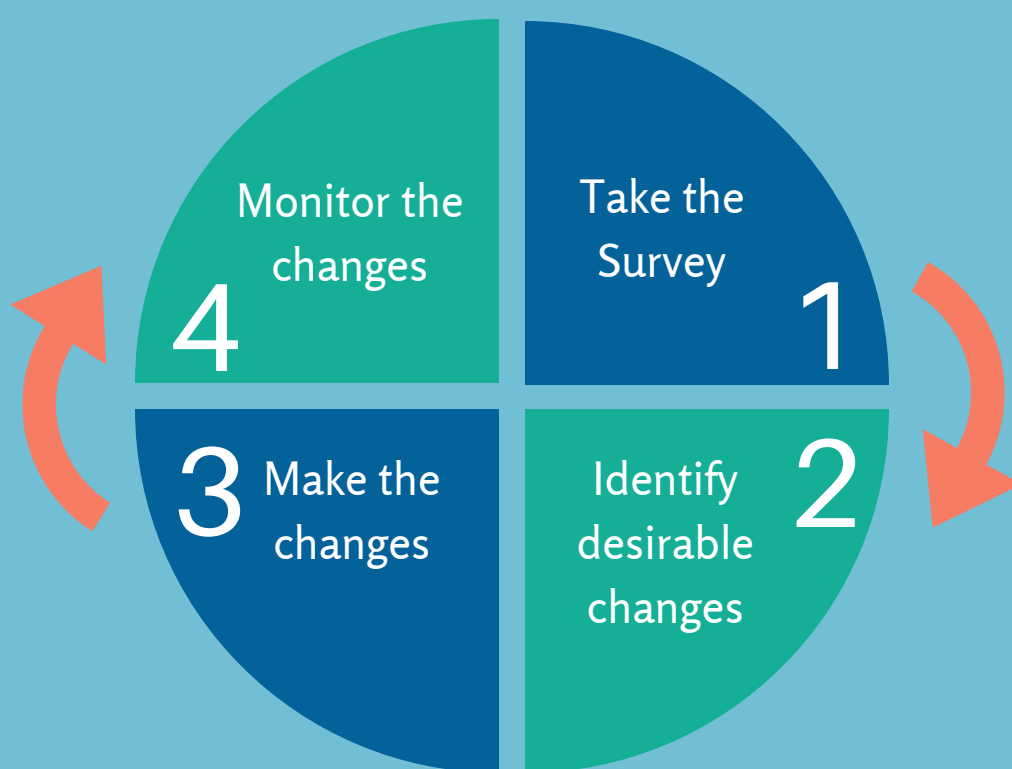 Take the
Survey
1
2
Identify
desirable
changes
3
Make the
changes
Monitor the
changes
4